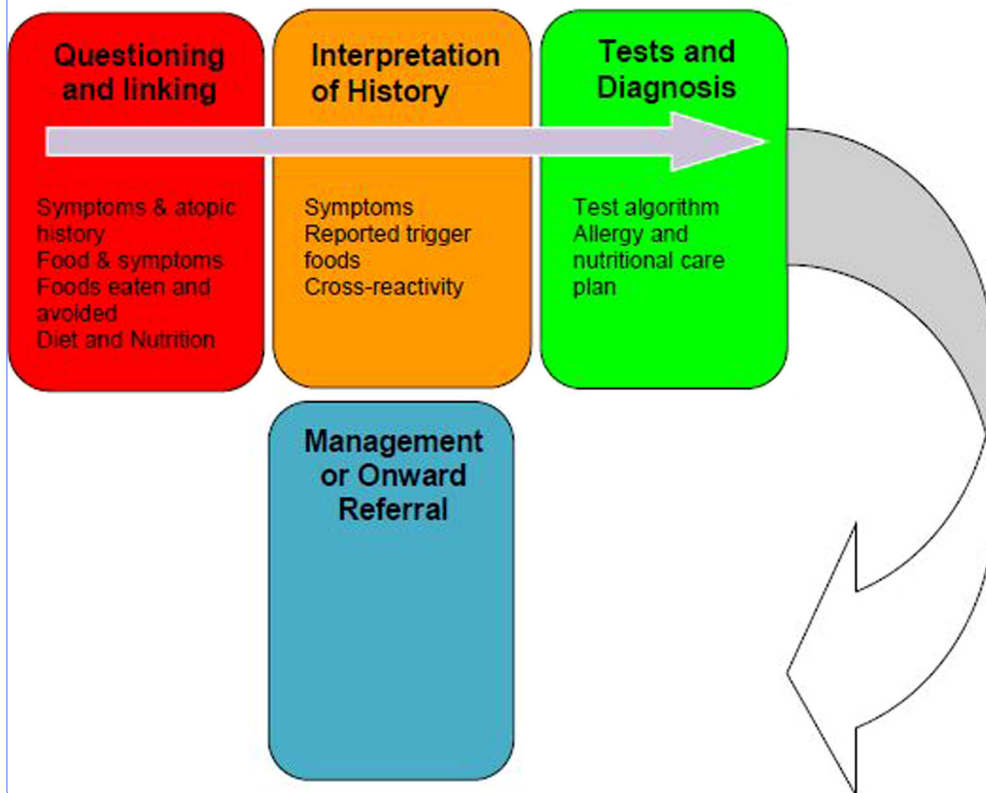 Questioning
and linking
Symptoms & atopic
history
Food & symptoms
Foods eaten and
avoided
Diet and Nutrition
Interpretation
of History
Symptoms
Reported trigger
foods
Cross-reactivity
Tests and
Diagnosis
Test algorithm
Allergy and
nutritional care
plan
Management
or Onward
Referral